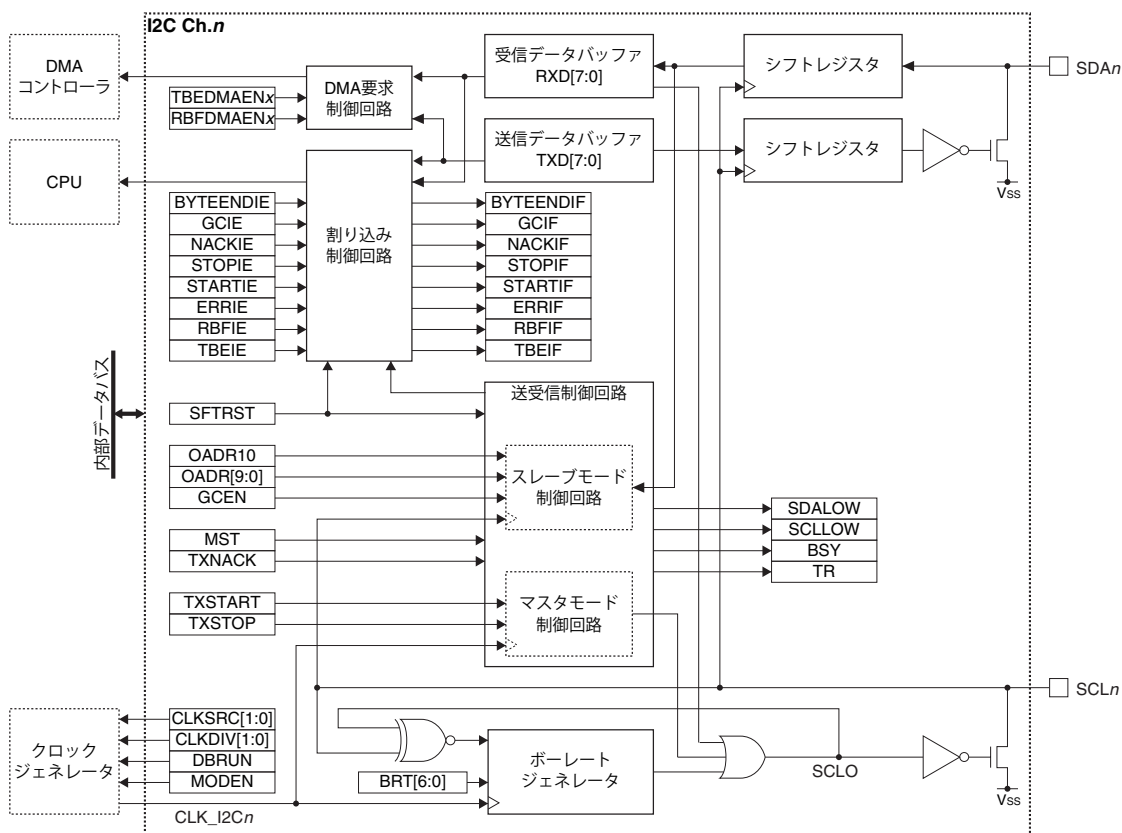 I2C Ch.n
DMA
コントローラ
TBEDMAENx
RBFDMAENx
DMA要求
制御回路
受信データバッファ
RXD[7:0]
シフトレジスタ
SDAn
送信データバッファ
TXD[7:0]
シフトレジスタ
VSS
CPU
BYTEENDIE
GCIE
NACKIE
STOPIE
STARTIE
ERRIE
RBFIE
TBEIE
割り込み
制御回路
BYTEENDIF
GCIF
NACKIF
STOPIF
STARTIF
ERRIF
RBFIF
TBEIF
内部データバス
SFTRST
送受信制御回路
OADR10
OADR[9:0]
GCEN
スレーブモード
制御回路
MST
TXNACK
SDALOW
SCLLOW
BSY
TR
TXSTART
TXSTOP
マスタモード
制御回路
SCLn
クロック
ジェネレータ
CLKSRC[1:0]
CLKDIV[1:0]
DBRUN
MODEN
BRT[6:0]
ボーレート
ジェネレータ
SCLO
VSS
CLK_I2Cn